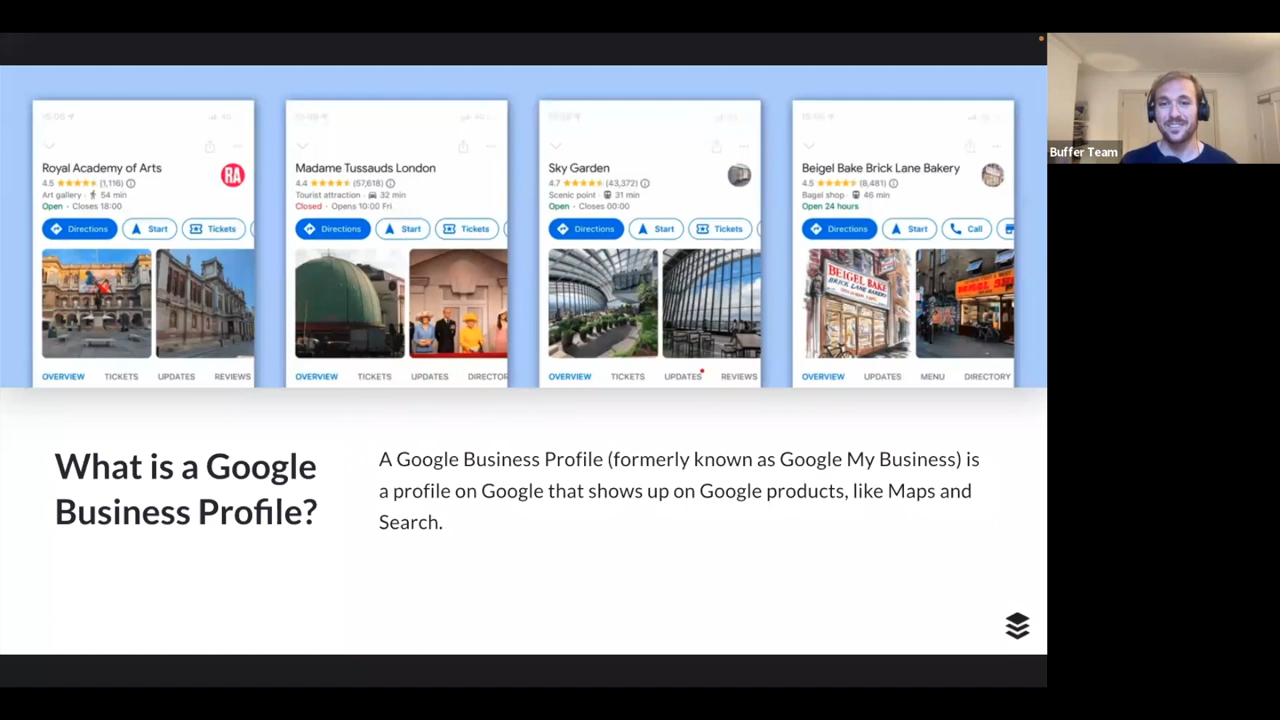 Royal Academy of Arts
4.5 (1,116)
Art gallery · 54 min
Open · Closes 18:00
Directions Start Tickets
OVERVIEW TICKETS UPDATES REVIEWS
Madame Tussauds London
4.4 (57,618)
Tourist attraction · 32 min
Closed · Opens 10:00 Fri
Directions Start Tickets
OVERVIEW TICKETS UPDATES DIRECTOR
Sky Garden
4.7 (43,372)
Scenic point · 31 min
Open · Closes 00:00
Directions Start Tickets
OVERVIEW TICKETS UPDATES REVIEWS
Beigel Bake Brick Lane Bakery
4.5 (8,481)
Bagel shop · 46 min
Open 24 hours
Directions Start Call
BEIGEL BAKE
BRICK LANE BAKERY
OVERVIEW UPDATES MENU DIRECTORY
RA
Buffer Team
What is a Google
Business Profile?
A Google Business Profile (formerly known as Google My Business) is
a profile on Google that shows up on Google products, like Maps and
Search.